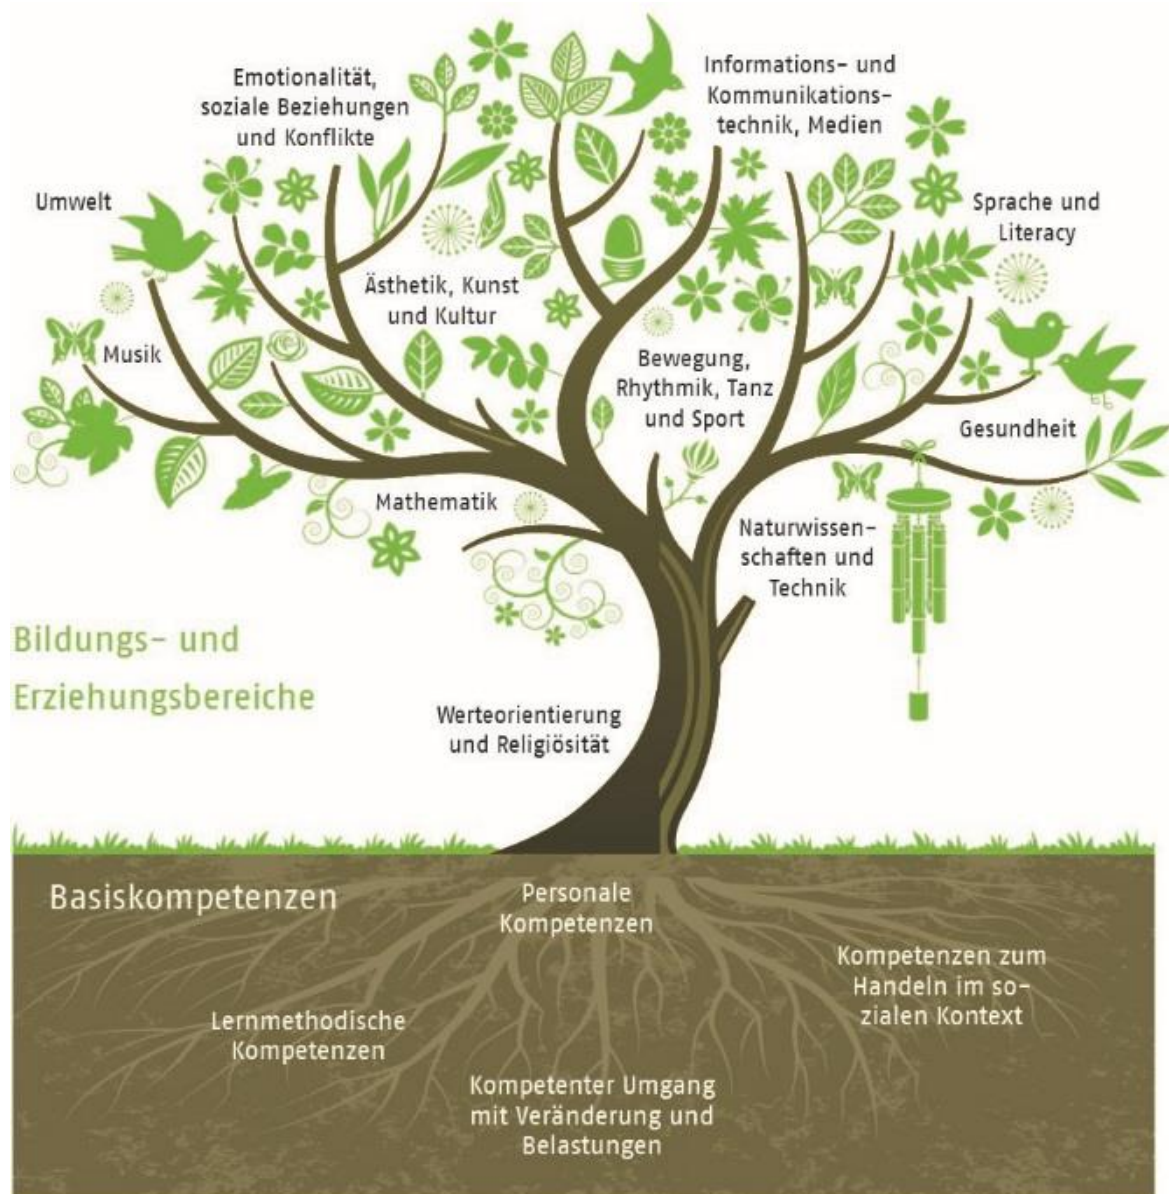 Emotionalität,
soziale Beziehungen
und Konflikte
Informations- und
Kommunikations-
technik, Medien
Umwelt
Sprache und
Literacy
Ästhetik, Kunst
und Kultur
Musik
Bewegung,
Rhythmik, Tanz
und Sport
Gesundheit
Mathematik
Naturwissen-
schaften und
Technik
Bildungs- und
Erziehungsbereiche
Werteorientierung
und Religiösität
Basiskompetenzen
Personale
Kompetenzen
Kompetenzen zum
Handeln im so-
zialen Kontext
Lernmethodische
Kompetenzen
Kompetenter Umgang
mit Veränderung und
Belastungen